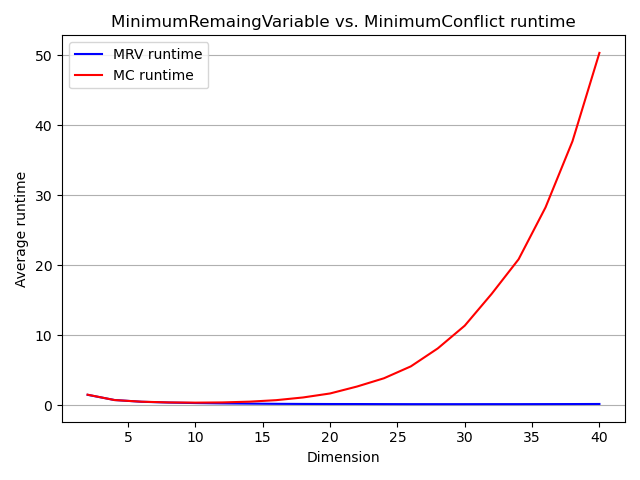 MinimumRemaingVariable vs. MinimumConflict runtime
MRV runtime
MC runtime
Average runtime
50
40
30
20
10
0
5 10 15 20 25 30 35 40
Dimension